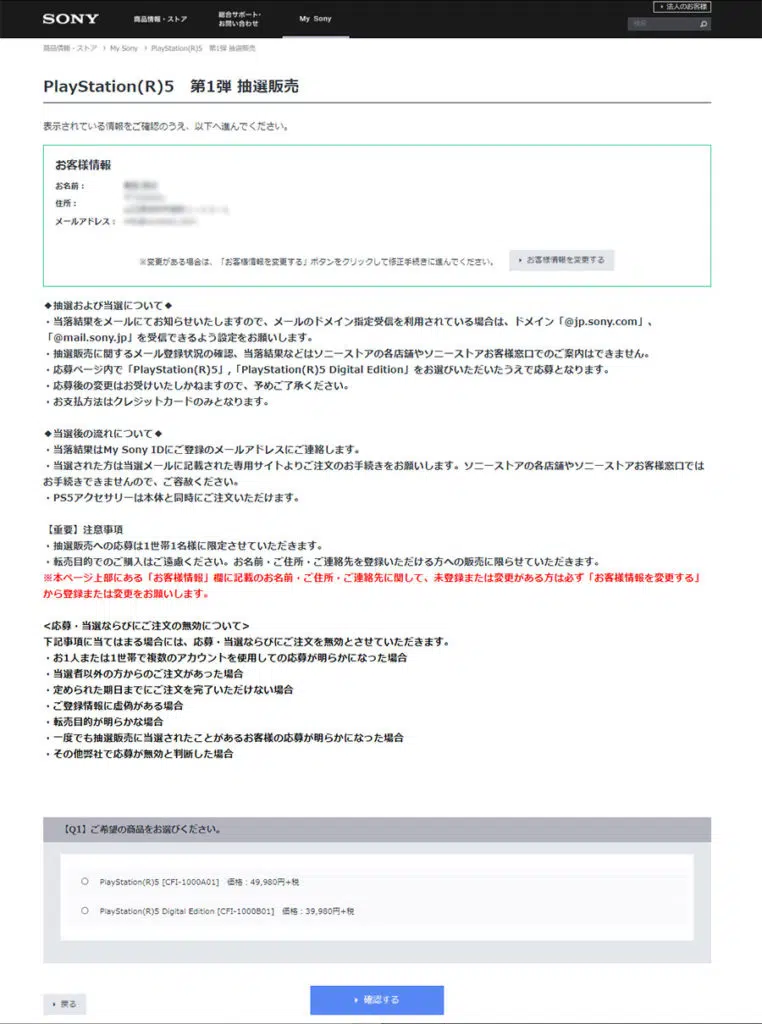 法人のお客様
SONY
商品情報・ストア
総合サポート・
お問い合わせ
My Sony
検索
商品情報・ストア > My Sony > PlayStation(R)5 第1弾 抽選販売
PlayStation(R)5 第1弾 抽選販売
表示されている情報をご確認のうえ、以下へ進んでください。
お客様情報
お名前:
住所:
メールアドレス:
※変更がある場合は、「お客様情報を変更する」ボタンをクリックして修正手続きに進んでください。
お客様情報を変更する
◆抽選および当選について◆
・当落結果をメールにてお知らせいたしますので、メールのドメイン指定受信を利用されている場合は、ドメイン「@jp.sony.com」、
「@mail.sony.jp」を受信できるよう設定をお願いします。
・抽選販売に関するメール登録状況の確認、当落結果などはソニーストアの各店舗やソニーストアお客様窓口でのご案内はできません。
・応募ページ内で「PlayStation(R)5」,「PlayStation(R)5 Digital Edition」をお選びいただいたうえで応募となります。
・応募後の変更はお受けいたしかねますので、予めご了承ください。
・お支払方法はクレジットカードのみとなります。
◆当選後の流れについて◆
・当落結果はMy Sony IDにご登録のメールアドレスにご連絡します。
・当選された方は当選メールに記載された専用サイトよりご注文のお手続きをお願いします。ソニーストアの各店舗やソニーストアお客様窓口では
お手続きできませんので、ご容赦ください。
・PS5アクセサリーは本体と同時にご注文いただけます。
【重要】注意事項
・抽選販売への応募は1世帯1名様に限定させていただきます。
・転売目的でのご購入はご遠慮ください。お名前・ご住所・ご連絡先を登録いただける方への販売に限らせていただきます。
※本ページ上部にある「お客様情報」欄に記載のお名前・ご住所・ご連絡先に関して、未登録または変更がある方は必ず「お客様情報を変更する」
から登録または変更をお願いします。
<応募・当選ならびにご注文の無効について>
下記事項に当てはまる場合には、応募・当選ならびにご注文を無効とさせていただきます。
・お1人または1世帯で複数のアカウントを使用しての応募が明らかになった場合
・当選者以外の方からのご注文があった場合
・定められた期日までにご注文を完了いただけない場合
・ご登録情報に虚偽がある場合
・転売目的が明らかな場合
・一度でも抽選販売に当選されたことがあるお客様の応募が明らかになった場合
・その他弊社で応募が無効と判断した場合
【Q1】ご希望の商品をお選びください。
PlayStation(R)5 [CFI-1000A01] 価格:49,980円+税
PlayStation(R)5 Digital Edition [CFI-1000B01] 価格:39,980円+税
戻る
確認する